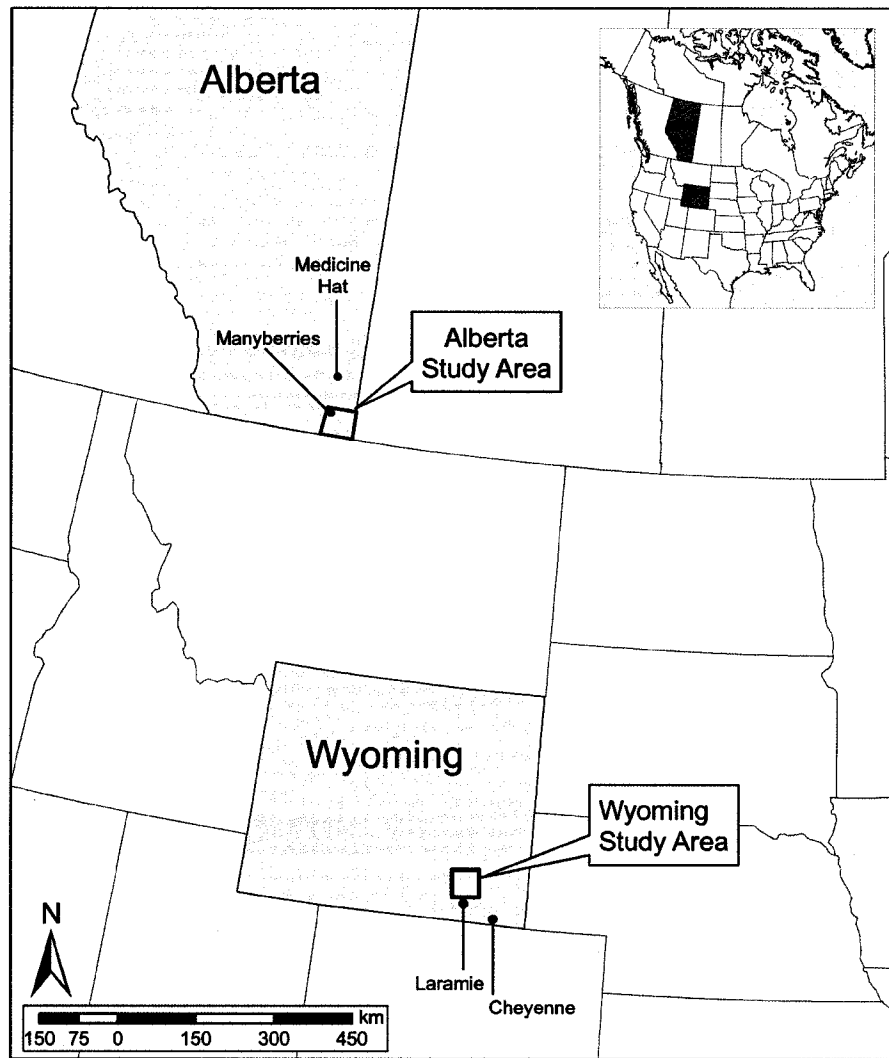 Alberta
Medicine
Hat
Manyberries
Alberta
Study Area
Wyoming
Wyoming
Study Area
N
Laramie
Cheyenne
km
150 75 0 150 300 450